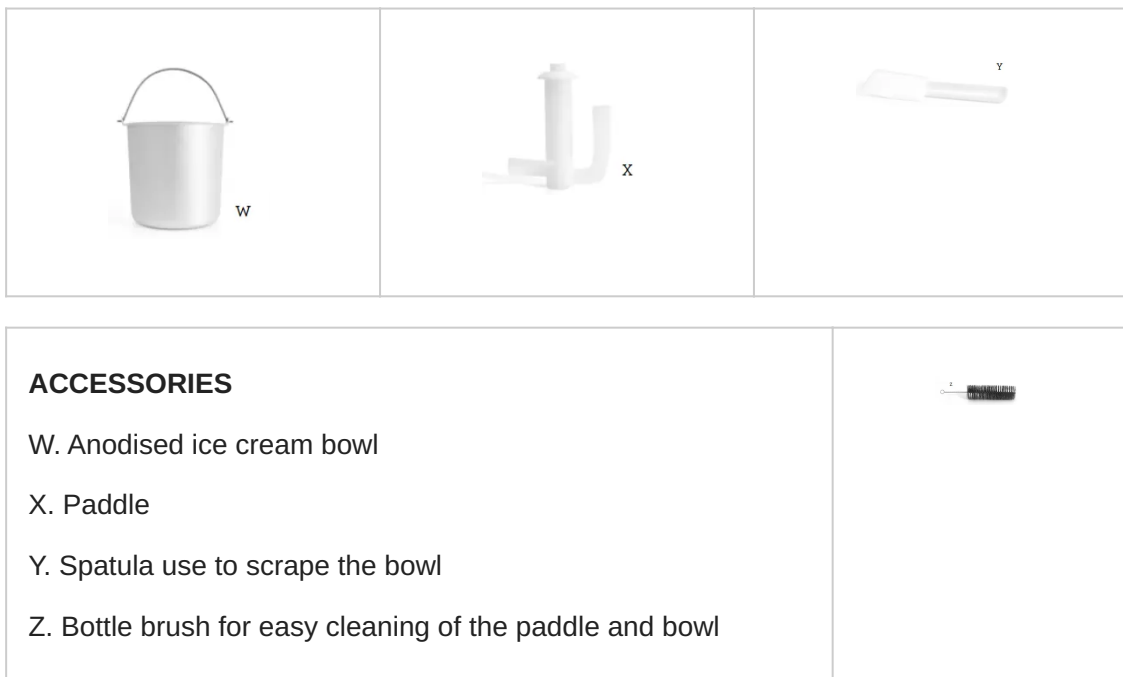 W
X
Y
ACCESSORIES
W. Anodised ice cream bowl
X. Paddle
Y. Spatula use to scrape the bowl
Z. Bottle brush for easy cleaning of the paddle and bowl
z